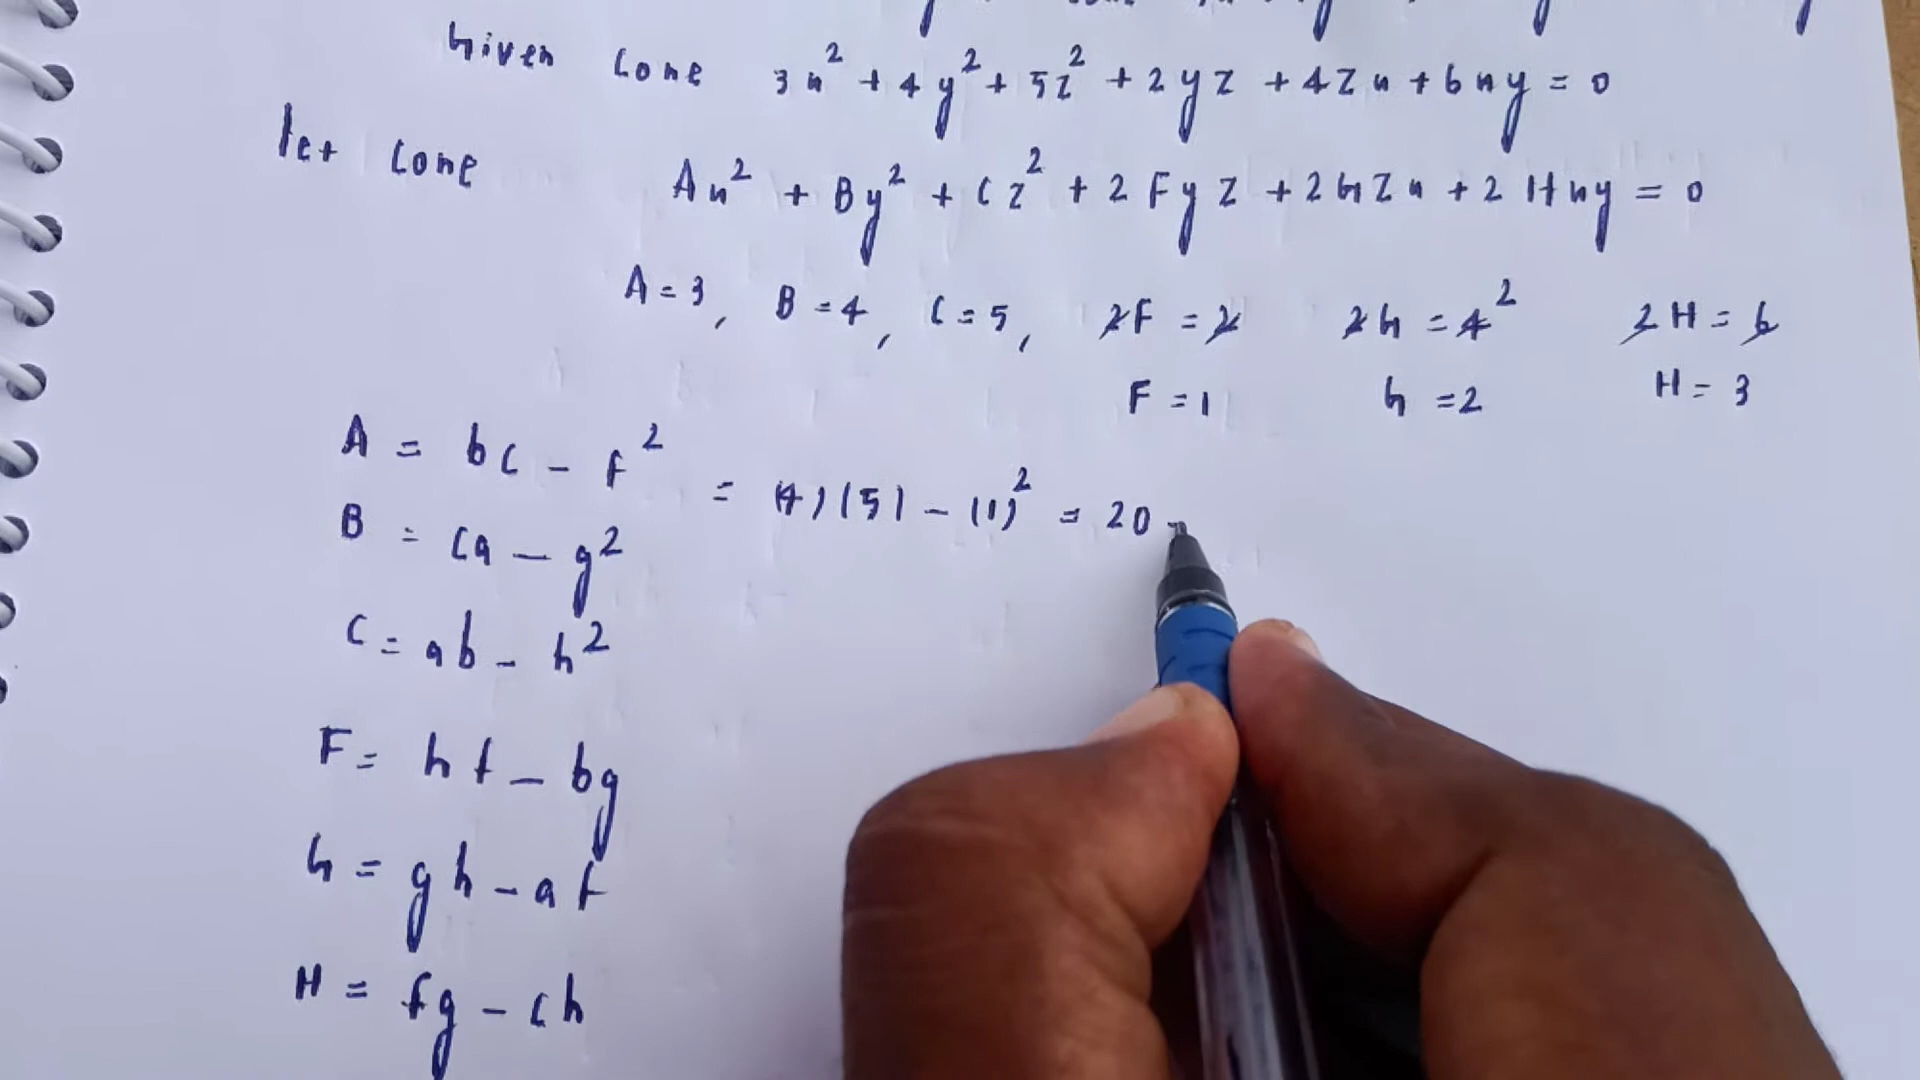 Given Cone 3x² + 4y² + 5z² + 2yz + 4zx + 6xy = 0
let Cone Ax² + By² + Cz² + 2Fyz + 2Gzx + 2Hxy = 0
A = 3, B = 4, C = 5, 2F = 2 2G = 4 2 2H = 6
F = 1 G = 2 H = 3
A = bc - f² = (4)(5) - (1)² = 20 -
B = ca - g²
C = ab - h²
F = hf - bg
G = gh - af
H = fg - ch